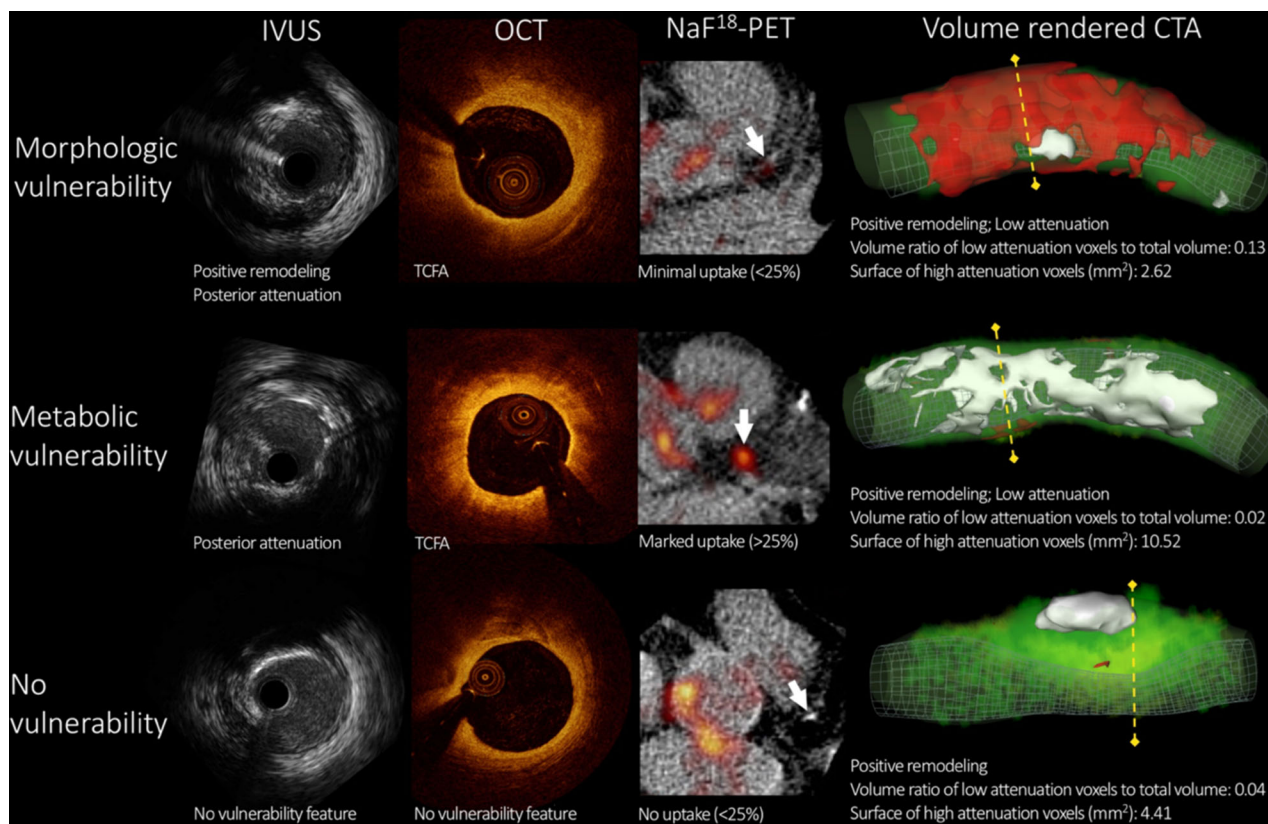 IVUS
OCT
NaF18-PET
Volume rendered CTA
Morphologic
vulnerability
Positive remodeling
Posterior attenuation
TCFA
Minimal uptake (<25%)
Positive remodeling; Low attenuation
Volume ratio of low attenuation voxels to total volume: 0.13
Surface of high attenuation voxels (mm2): 2.62
Metabolic
vulnerability
Posterior attenuation
TCFA
Marked uptake (>25%)
Positive remodeling; Low attenuation
Volume ratio of low attenuation voxels to total volume: 0.02
Surface of high attenuation voxels (mm2): 10.52
No
vulnerability
No vulnerability feature
No vulnerability feature
No uptake (<25%)
Positive remodeling
Volume ratio of low attenuation voxels to total volume: 0.04
Surface of high attenuation voxels (mm2): 4.41